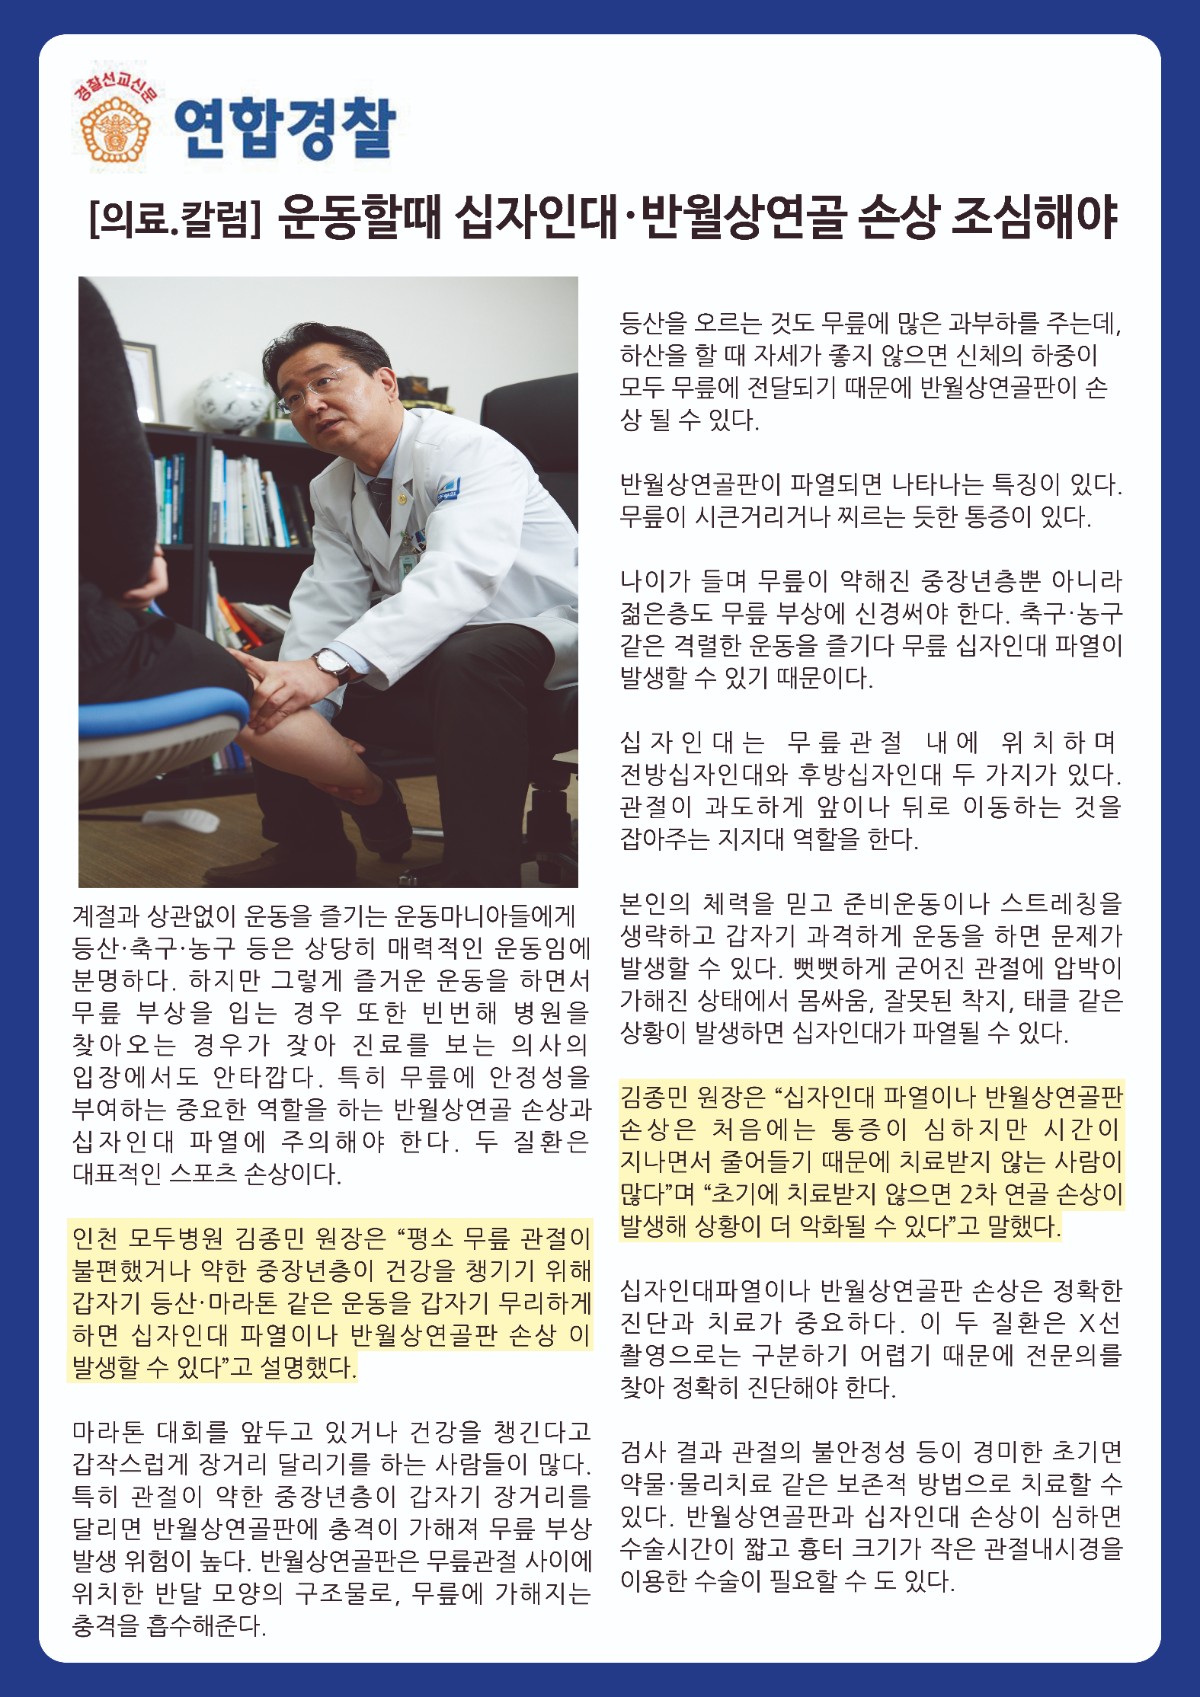 경찰선교신문
연합경찰
[의료.칼럼] 운동할때 십자인대·반월상연골 손상 조심해야
계절과 상관없이 운동을 즐기는 운동마니아들에게
등산·축구·농구 등은 상당히 매력적인 운동임에
분명하다. 하지만 그렇게 즐거운 운동을 하면서
무릎 부상을 입는 경우 또한 빈번해 병원을
찾아오는 경우가 잦아 진료를 보는 의사의
입장에서도 안타깝다. 특히 무릎에 안정성을
부여하는 중요한 역할을 하는 반월상연골 손상과
십자인대 파열에 주의해야 한다. 두 질환은
대표적인 스포츠 손상이다.
인천 모두병원 김종민 원장은 “평소 무릎 관절이
불편했거나 약한 중장년층이 건강을 챙기기 위해
갑자기 등산·마라톤 같은 운동을 갑자기 무리하게
하면 십자인대 파열이나 반월상연골판 손상 이
발생할 수 있다”고 설명했다.
마라톤 대회를 앞두고 있거나 건강을 챙긴다고
갑작스럽게 장거리 달리기를 하는 사람들이 많다.
특히 관절이 약한 중장년층이 갑자기 장거리를
달리면 반월상연골판에 충격이 가해져 무릎 부상
발생 위험이 높다. 반월상연골판은 무릎관절 사이에
위치한 반달 모양의 구조물로, 무릎에 가해지는
충격을 흡수해준다.
등산을 오르는 것도 무릎에 많은 과부하를 주는데,
하산을 할 때 자세가 좋지 않으면 신체의 하중이
모두 무릎에 전달되기 때문에 반월상연골판이 손
상 될 수 있다.
반월상연골판이 파열되면 나타나는 특징이 있다.
무릎이 시큰거리거나 찌르는 듯한 통증이 있다.
나이가 들며 무릎이 약해진 중장년층뿐 아니라
젊은층도 무릎 부상에 신경써야 한다. 축구·농구
같은 격렬한 운동을 즐기다 무릎 십자인대 파열이
발생할 수 있기 때문이다.
십자인대는 무릎관절 내에 위치하며
전방십자인대와 후방십자인대 두 가지가 있다.
관절이 과도하게 앞이나 뒤로 이동하는 것을
잡아주는 지지대 역할을 한다.
본인의 체력을 믿고 준비운동이나 스트레칭을
생략하고 갑자기 과격하게 운동을 하면 문제가
발생할 수 있다. 뻣뻣하게 굳어진 관절에 압박이
가해진 상태에서 몸싸움, 잘못된 착지, 태클 같은
상황이 발생하면 십자인대가 파열될 수 있다.
김종민 원장은 “십자인대 파열이나 반월상연골판
손상은 처음에는 통증이 심하지만 시간이
지나면서 줄어들기 때문에 치료받지 않는 사람이
많다”며 “초기에 치료받지 않으면 2차 연골 손상이
발생해 상황이 더 악화될 수 있다”고 말했다.
십자인대파열이나 반월상연골판 손상은 정확한
진단과 치료가 중요하다. 이 두 질환은 X선
촬영으로는 구분하기 어렵기 때문에 전문의를
찾아 정확히 진단해야 한다.
검사 결과 관절의 불안정성 등이 경미한 초기면
약물·물리치료 같은 보존적 방법으로 치료할 수
있다. 반월상연골판과 십자인대 손상이 심하면
수술시간이 짧고 흉터 크기가 작은 관절내시경을
이용한 수술이 필요할 수 도 있다.